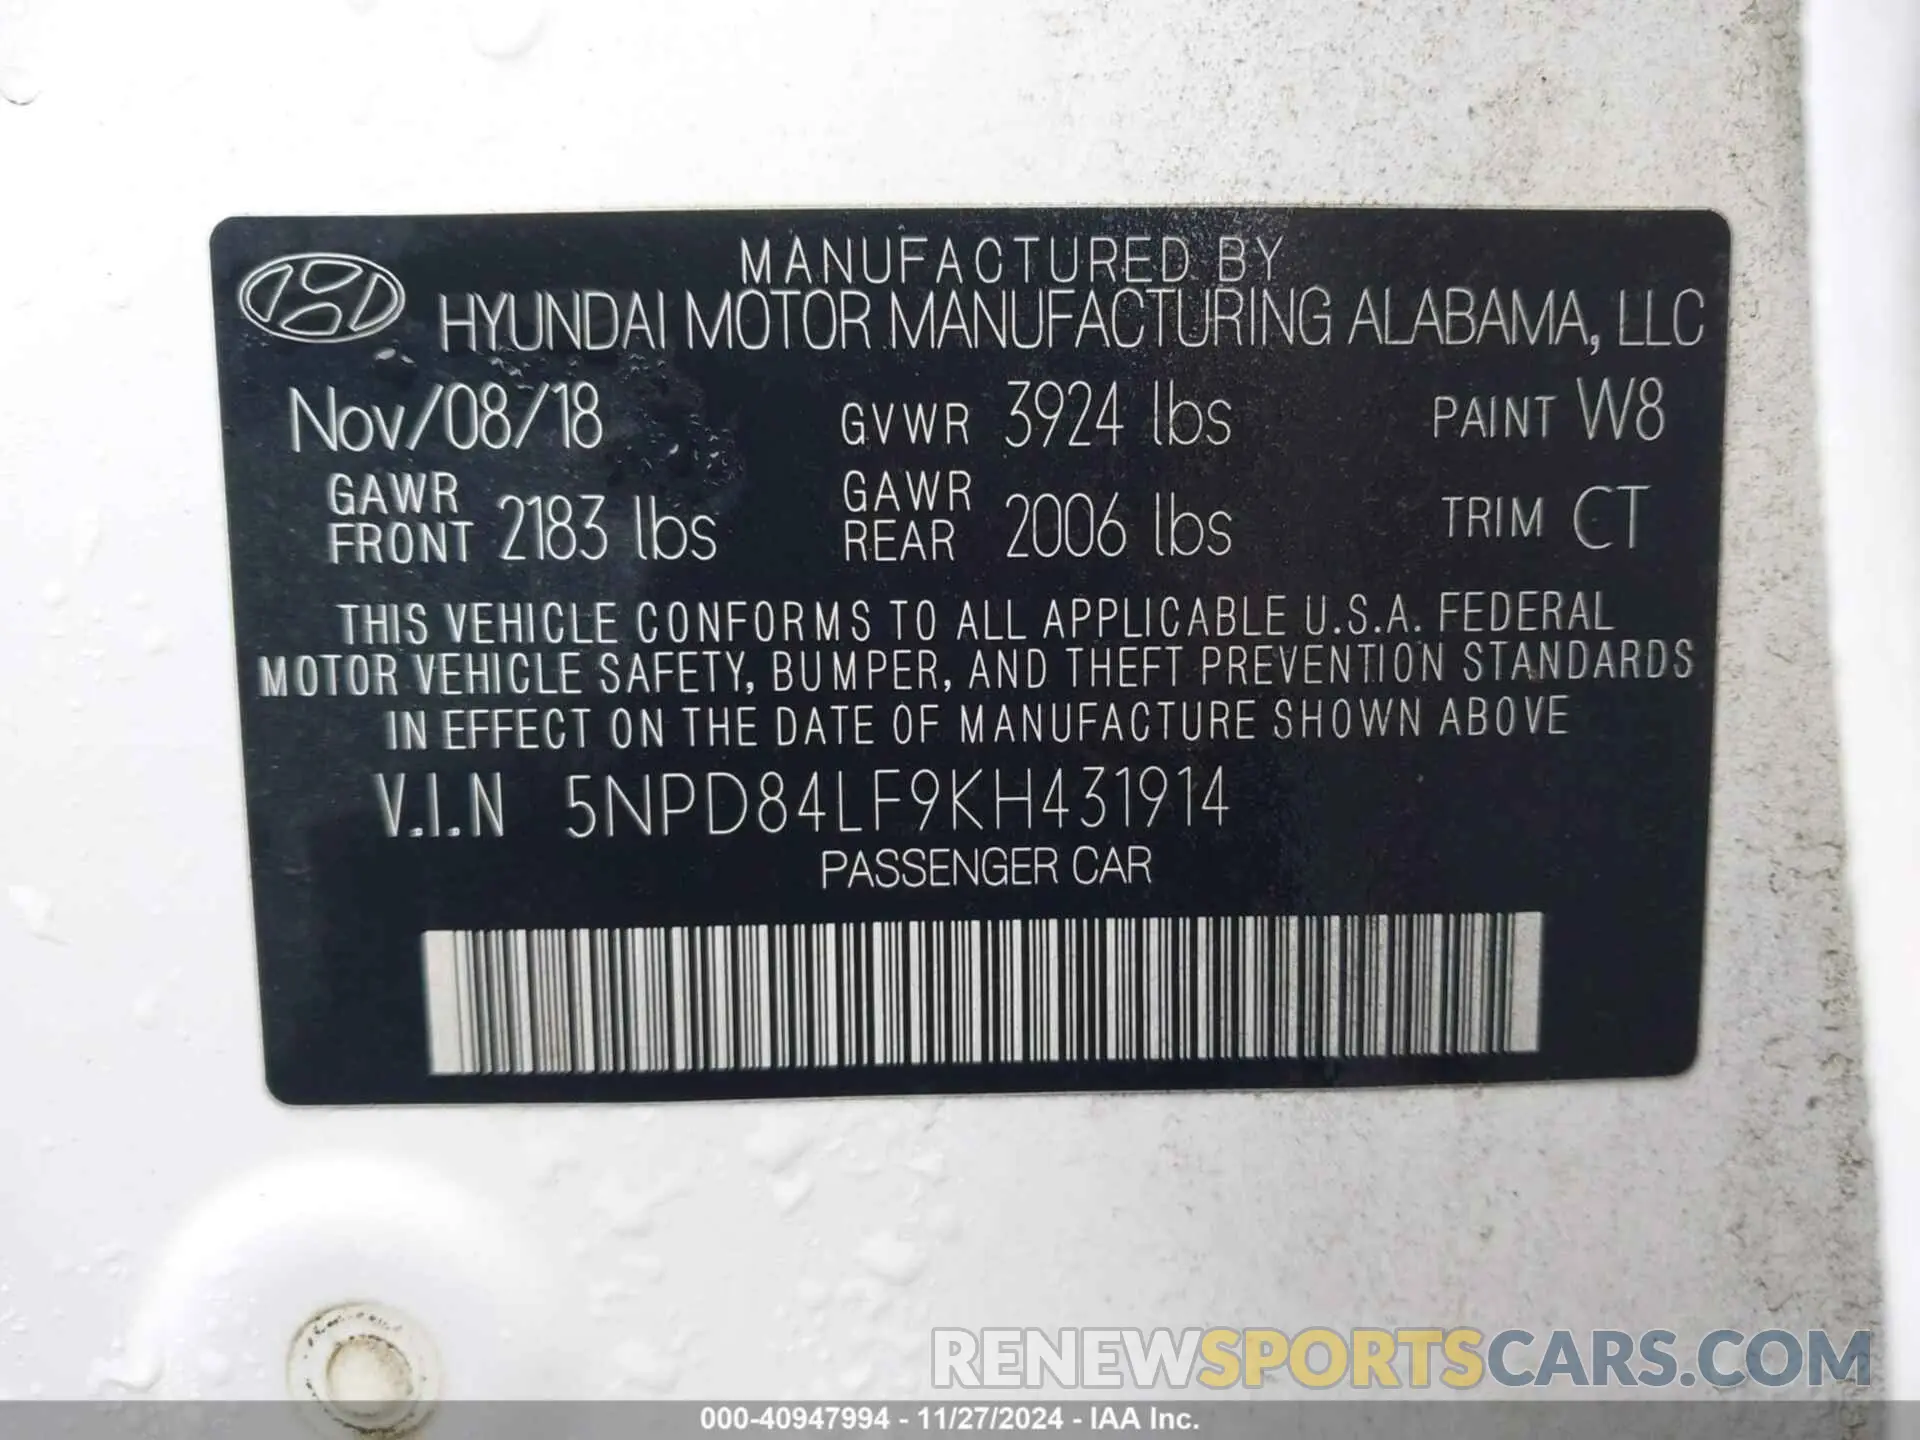 MANUFACTURED BY
HYUNDAI MOTOR MANUFACTURING ALABAMA, LLC
Nov/08/18 GVWR 3924 lbs PAINT W8
GAWR FRONT 2183 lbs GAWR REAR 2006 lbs TRIM CT
THIS VEHICLE CONFORMS TO ALL APPLICABLE U.S.A. FEDERAL
MOTOR VEHICLE SAFETY, BUMPER, AND THEFT PREVENTION STANDARDS
IN EFFECT ON THE DATE OF MANUFACTURE SHOWN ABOVE
V.I.N 5NPD84LF9KH431914
PASSENGER CAR
RENEWSPORTSCARS.COM
000-40947994 - 11/27/2024 - IAA Inc.